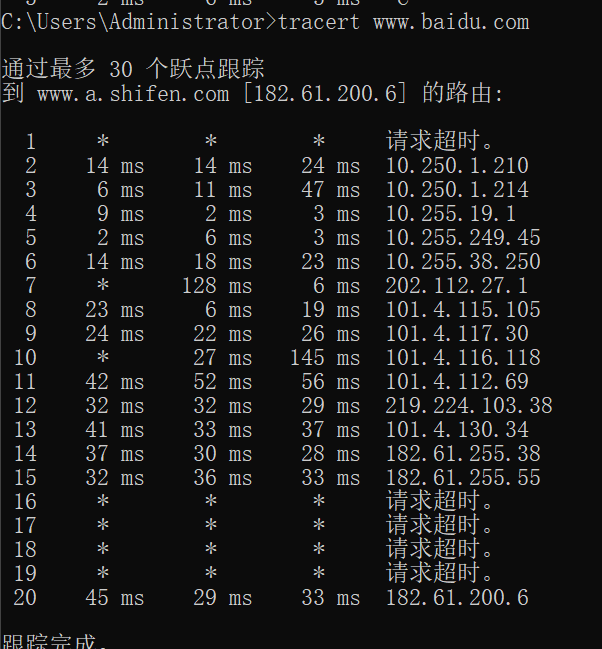 C:\Users\Administrator>tracert www.baidu.com
通过最多 30 个跃点跟踪
到 www.a.shifen.com [182.61.200.6] 的路由:
1 * * * 请求超时。
2 14 ms 14 ms 24 ms 10.250.1.210
3 6 ms 11 ms 47 ms 10.250.1.214
4 9 ms 2 ms 3 ms 10.255.19.1
5 2 ms 6 ms 3 ms 10.255.249.45
6 14 ms 18 ms 23 ms 10.255.38.250
7 * 128 ms 6 ms 202.112.27.1
8 23 ms 6 ms 19 ms 101.4.115.105
9 24 ms 22 ms 26 ms 101.4.117.30
10 * 27 ms 145 ms 101.4.116.118
11 42 ms 52 ms 56 ms 101.4.112.69
12 32 ms 32 ms 29 ms 219.224.103.38
13 41 ms 33 ms 37 ms 101.4.130.34
14 37 ms 30 ms 28 ms 182.61.255.38
15 32 ms 36 ms 33 ms 182.61.255.55
16 * * * 请求超时。
17 * * * 请求超时。
18 * * * 请求超时。
19 * * * 请求超时。
20 45 ms 29 ms 33 ms 182.61.200.6
跟踪完成。